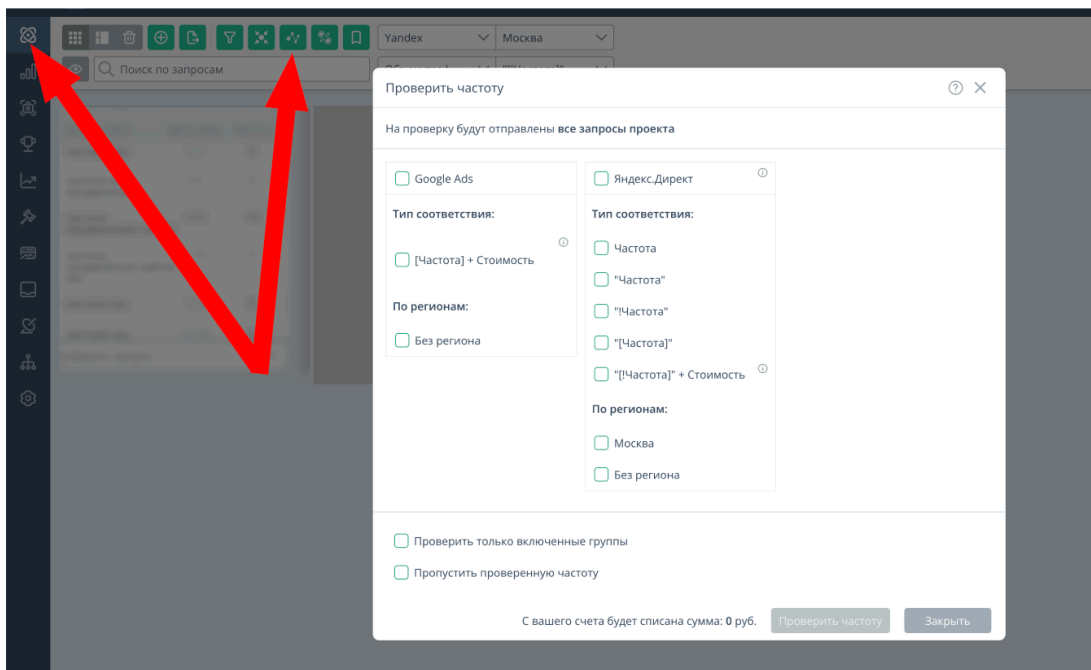 Yandex
Москва
Поиск по запросам
Проверить частоту
На проверку будут отправлены все запросы проекта
Google Ads
Тип соответствия:
[Частота] + Стоимость
По регионам:
Без региона
Яндекс.Директ
Тип соответствия:
Частота
"Частота"
"!Частота"
"[Частота]"
"[!Частота]" + Стоимость
По регионам:
Москва
Без региона
Проверить только включенные группы
Пропустить проверенную частоту
С вашего счета будет списана сумма: 0 руб.
Проверить частоту
Закрыть